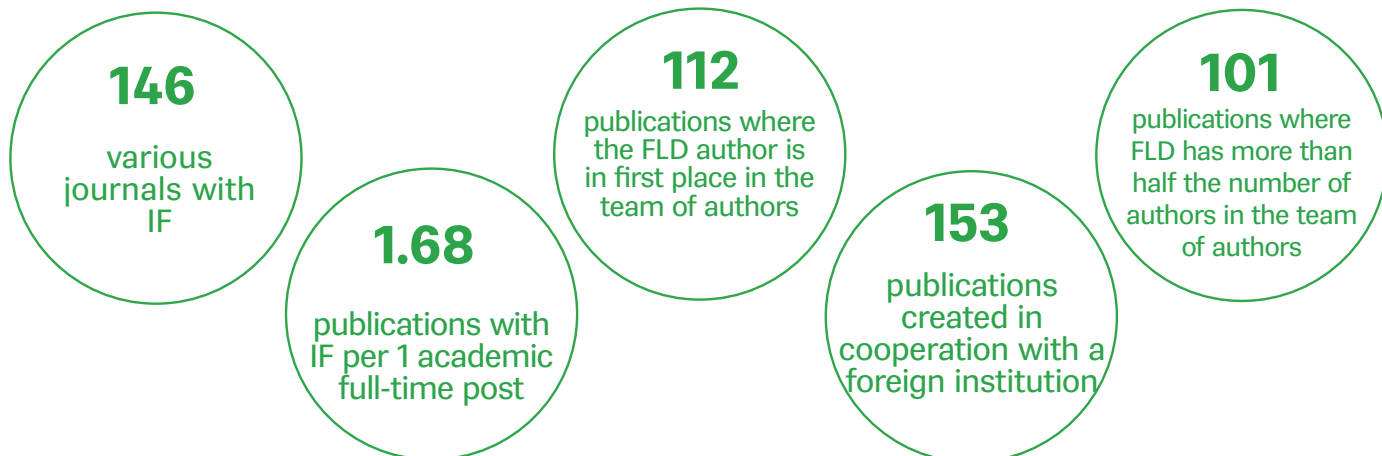 146
various
journals with
IF
1.68
publications with
IF per 1 academic
full-time post
112
publications where
the FLD author is
in first place in the
team of authors
153
publications
created in
cooperation with a
foreign institution
101
publications where
FLD has more than
half the number of
authors in the team
of authors